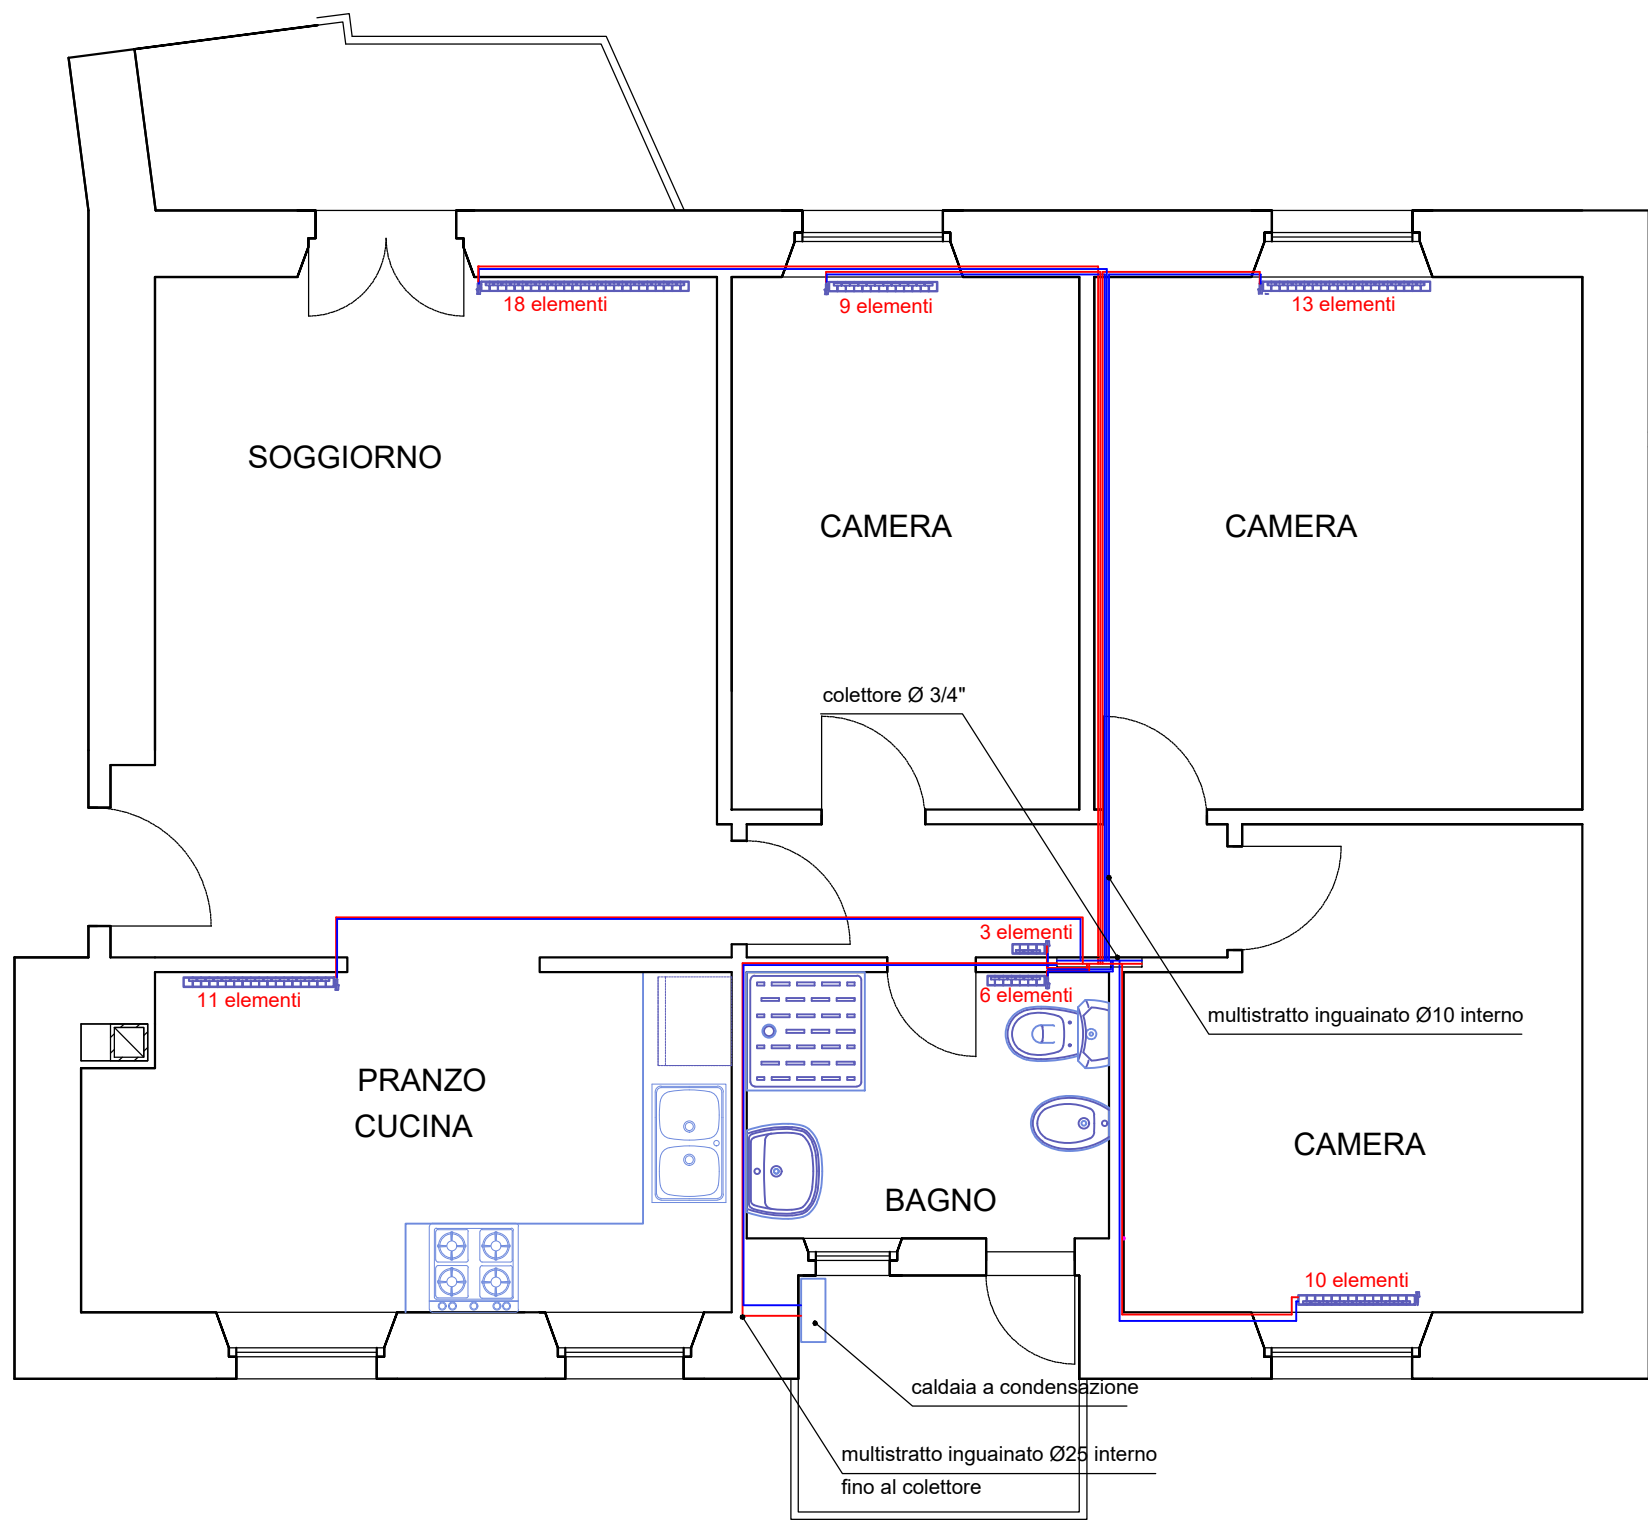 18 elementi
9 elementi
13 elementi
SOGGIORNO
CAMERA
CAMERA
colettore Ø 3/4"
3 elementi
11 elementi
6 elementi
multistratto inguainato Ø10 interno
PRANZO
CUCINA
CAMERA
BAGNO
10 elementi
caldaia a condensazione
multistratto inguainato Ø25 interno
fino al colettore